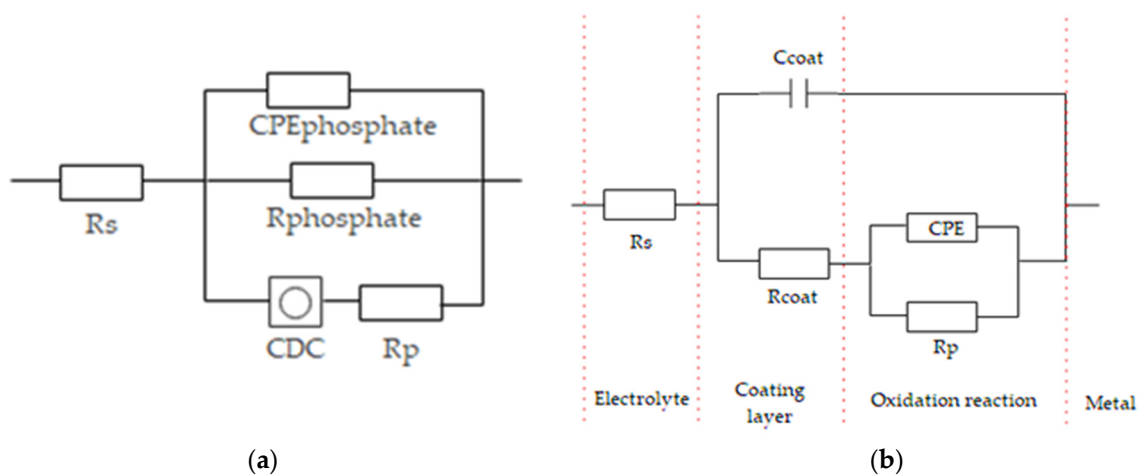 CPEphosphate
Rs
Rphosphate
CDC
Rp
(a)
Ccoat
Rs
CPE
Rcoat
Rp
Electrolyte
Coating
layer
Oxidation reaction
Metal
(b)